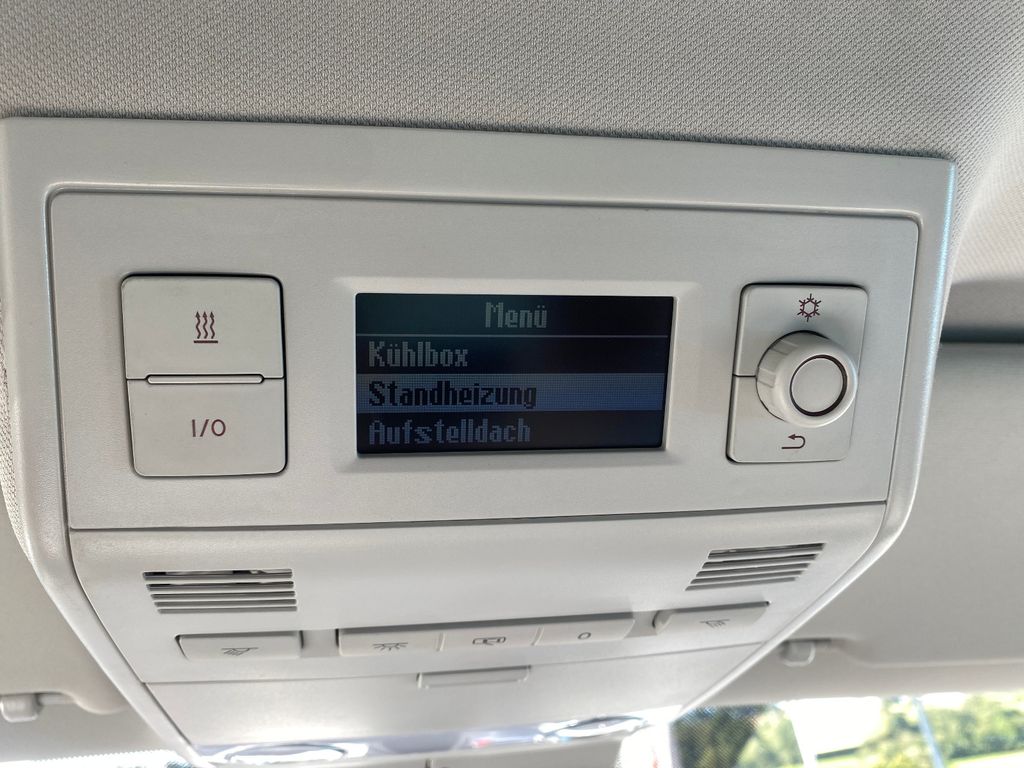 Menü
Kühlbox
Standheizung
Aufstelldach
I/O
O